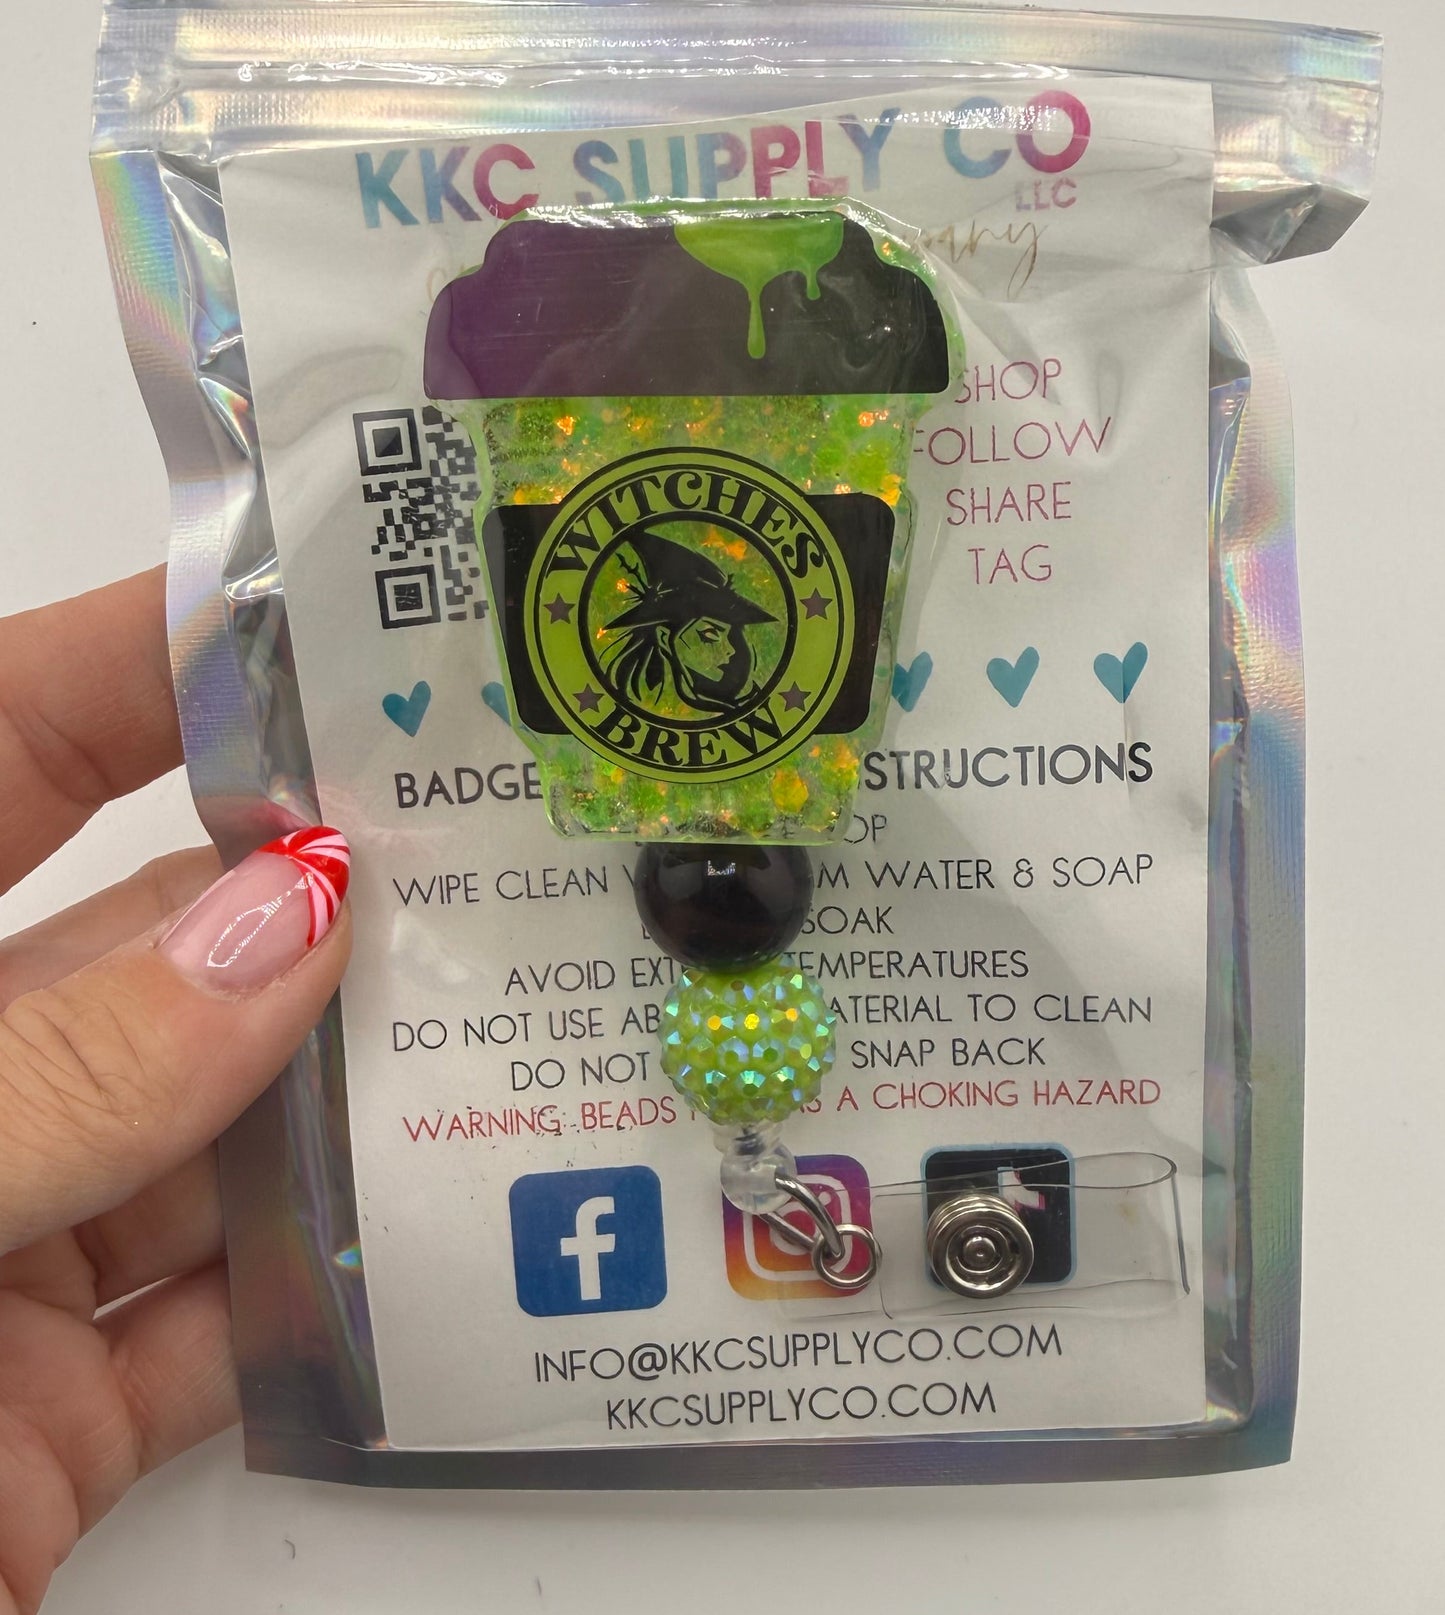 KKC SUPPLY CO
LLC
SHOP
FOLLOW
SHARE
TAG
WITCHES
BREW
BADGE STRUCTIONS
OP
WIPE CLEAN M WATER & SOAP
SOAK
AVOID EXT TEMPERATURES
DO NOT USE AB ATERIAL TO CLEAN
DO NOT SNAP BACK
WARNING: BEADS AS A CHOKING HAZARD
f
INFO@KKCSUPPLYCO.COM
KKCSUPPLYCO.COM